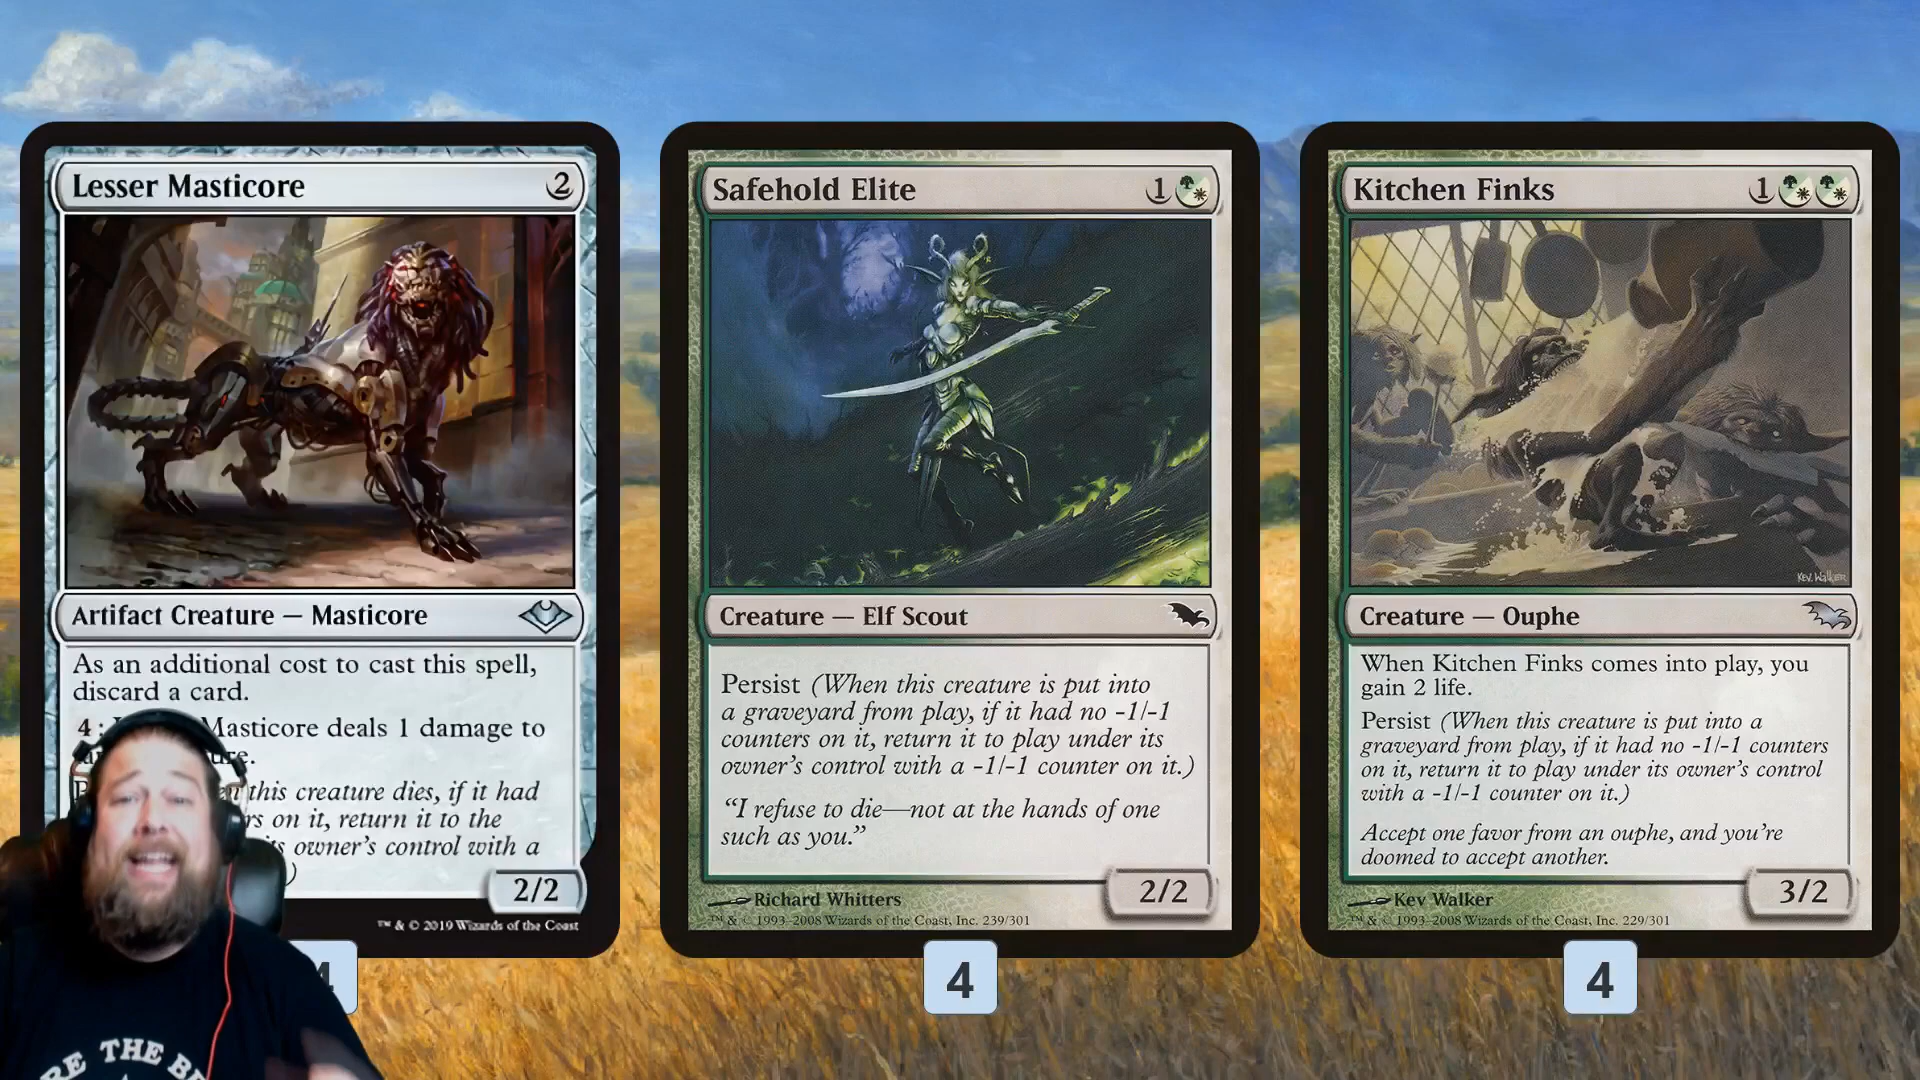 Lesser Masticore 2
Artifact Creature — Masticore
As an additional cost to cast this spell,
discard a card.
4: Masticore deals 1 damage to
this creature dies, if it had
on it, return it to the
owner's control with a
2/2
™ & © 2019 Wizards of the Coast
4
Safehold Elite 1
Creature — Elf Scout
Persist (When this creature is put into
a graveyard from play, if it had no -1/-1
counters on it, return it to play under its
owner's control with a -1/-1 counter on it.)
“I refuse to die—not at the hands of one
such as you.”
2/2
Richard Whitters
™ & © 1993–2008 Wizards of the Coast, Inc. 239/301
4
Kitchen Finks 1
KEV. WALKER
Creature — Ouphe
When Kitchen Finks comes into play, you
gain 2 life.
Persist (When this creature is put into a
graveyard from play, if it had no -1/-1 counters
on it, return it to play under its owner's control
with a -1/-1 counter on it.)
Accept one favor from an ouphe, and you're
doomed to accept another.
3/2
Kev Walker
™ & © 1993–2008 Wizards of the Coast, Inc. 229/301
4
THE